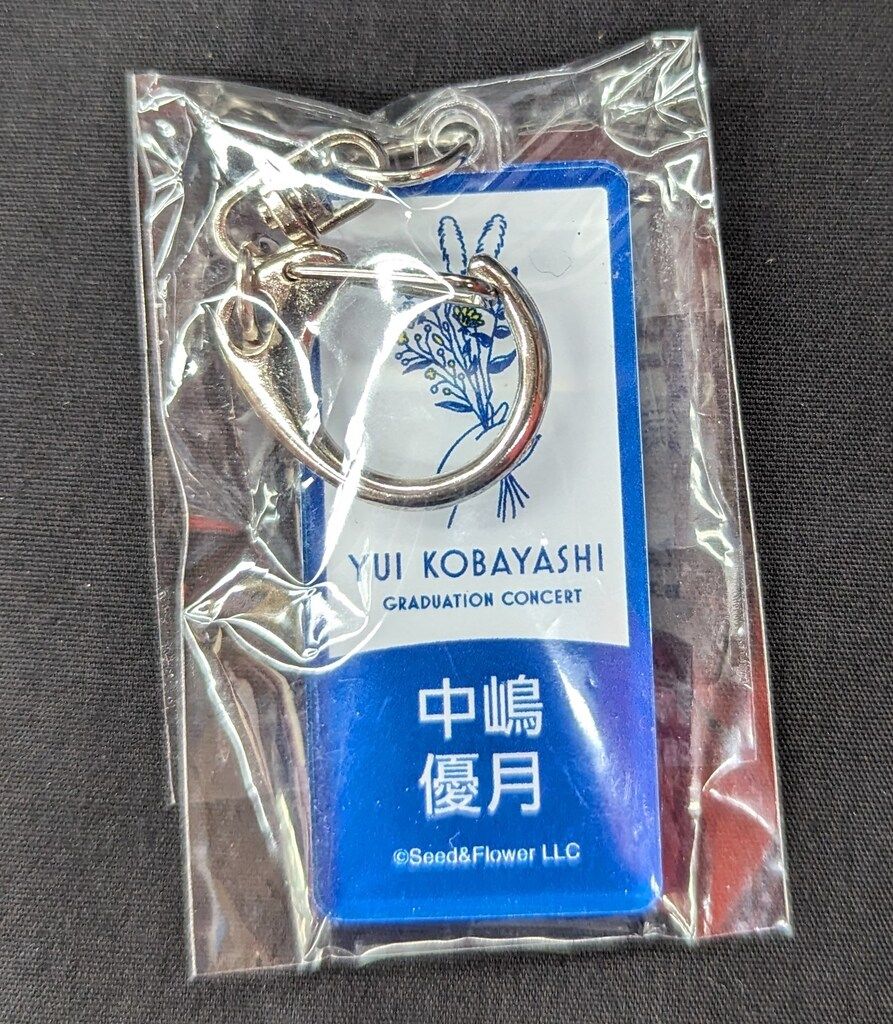 YUI KOBAYASHI
GRADUATION CONCERT
中嶋
優月
©Seed&Flower LLC